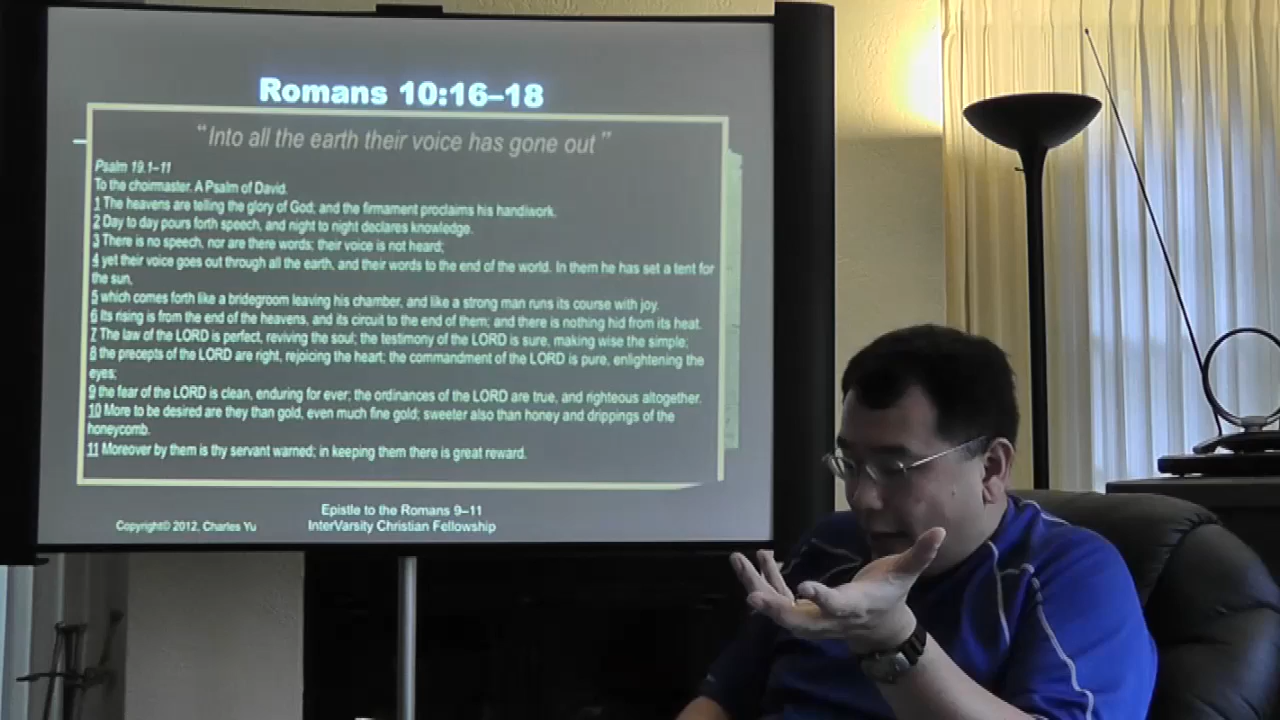 Romans 10:16–18
“Into all the earth their voice has gone out”
Psalm 19.1–11
To the choirmaster. A Psalm of David.
1 The heavens are telling the glory of God; and the firmament proclaims his handiwork.
2 Day to day pours forth speech, and night to night declares knowledge.
3 There is no speech, nor are there words; their voice is not heard;
4 yet their voice goes out through all the earth, and their words to the end of the world. In them he has set a tent for
the sun,
5 which comes forth like a bridegroom leaving his chamber, and like a strong man runs its course with joy.
6 Its rising is from the end of the heavens, and its circuit to the end of them; and there is nothing hid from its heat.
7 The law of the LORD is perfect, reviving the soul; the testimony of the LORD is sure, making wise the simple;
8 the precepts of the LORD are right, rejoicing the heart; the commandment of the LORD is pure, enlightening the
eyes;
9 the fear of the LORD is clean, enduring for ever; the ordinances of the LORD are true, and righteous altogether.
10 More to be desired are they than gold, even much fine gold; sweeter also than honey and drippings of the
honeycomb.
11 Moreover by them is thy servant warned; in keeping them there is great reward.
Epistle to the Romans 9–11
Copyright© 2012, Charles Yu
InterVarsity Christian Fellowship